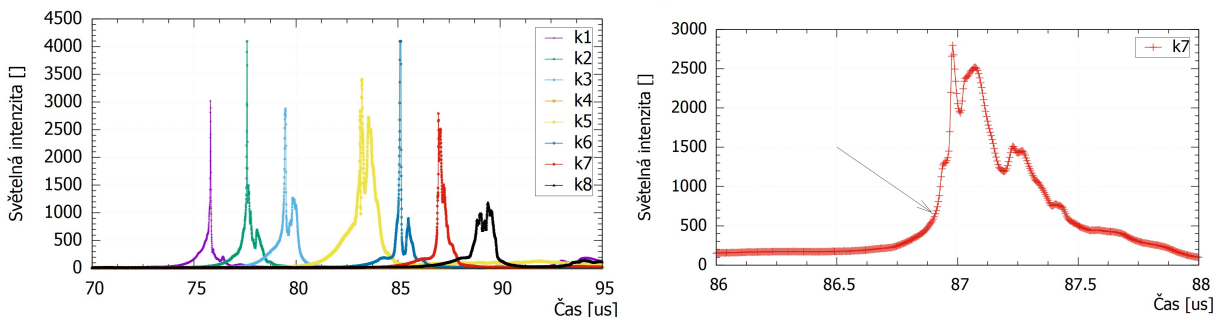 4500
4000
3500
3000
2500
2000
1500
1000
500
0
70 75 80 85 90 95
Světelná intenzita []
Čas [us]
k1
k2
k3
k4
k5
k6
k7
k8
3000
2500
2000
1500
1000
500
0
86 86.5 87 87.5 88
Světelná intenzita []
Čas [us]
k7